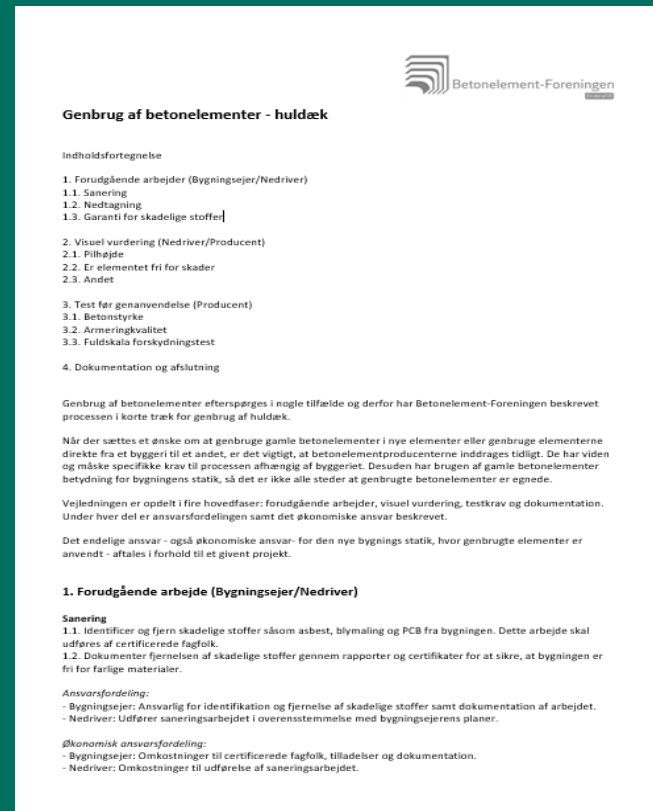 Betonelement-Foreningen
Genbrug af betonelementer - huldæk
Indholdsfortegnelse
1. Forudgående arbejder (Bygningsejer/Nedriver)
1.1. Sanering
1.2. Nedtagning
1.3. Garanti for skadelige stoffer
2. Visuel vurdering (Nedriver/Producent)
2.1. Pilhøjde
2.2. Er elementet fri for skader
2.3. Andet
3. Test før genanvendelse (Producent)
3.1. Betonstyrke
3.2. Armeringkvalitet
3.3. Fuldskala forskydningstest
4. Dokumentation og afslutning
Genbrug af betonelementer efterspørges i nogle tilfælde og derfor har Betonelement-Foreningen beskrevet
processen i korte træk for genbrug af huldæk.
Når der sættes et ønske om at genbruge gamle betonelementer i nye elementer eller genbruge elementerne
direkte fra et byggeri til et andet, er det vigtigt, at betonelementproducenterne inddrages tidligt. De har viden
og måske specifikke krav til processen afhængig af byggeriet. Desuden har brugen af gamle betonelementer
betydning for bygningens statik, så det er ikke alle steder at genbrugte betonelementer er egnede.
Vejledningen er opdelt i fire hovedfaser: forudgående arbejder, visuel vurdering, testkrav og dokumentation.
Under hver del er ansvarsfordelingen samt det økonomiske ansvar beskrevet.
Det endelige ansvar - også økonomiske ansvar- for den nye bygnings statik, hvor genbrugte elementer er
anvendt - aftales i forhold til et givent projekt.
1. Forudgående arbejde (Bygningsejer/Nedriver)
Sanering
1.1. Identificer og fjern skadelige stoffer såsom asbest, blymaling og PCB fra bygningen. Dette arbejde skal
udføres af certificerede fagfolk.
1.2. Dokumenter fjernelsen af skadelige stoffer gennem rapporter og certifikater for at sikre, at bygningen er
fri for farlige materialer.
Ansvarsfordeling:
- Bygningsejer: Ansvarlig for identifikation og fjernelse af skadelige stoffer samt dokumentation af arbejdet.
- Nedriver: Udfører saneringsarbejdet i overensstemmelse med bygningsejerens planer.
Økonomisk ansvarsfordeling:
- Bygningsejer: Omkostninger til certificerede fagfolk, tilladelser og dokumentation.
- Nedriver: Omkostninger til udførelse af saneringsarbejdet.